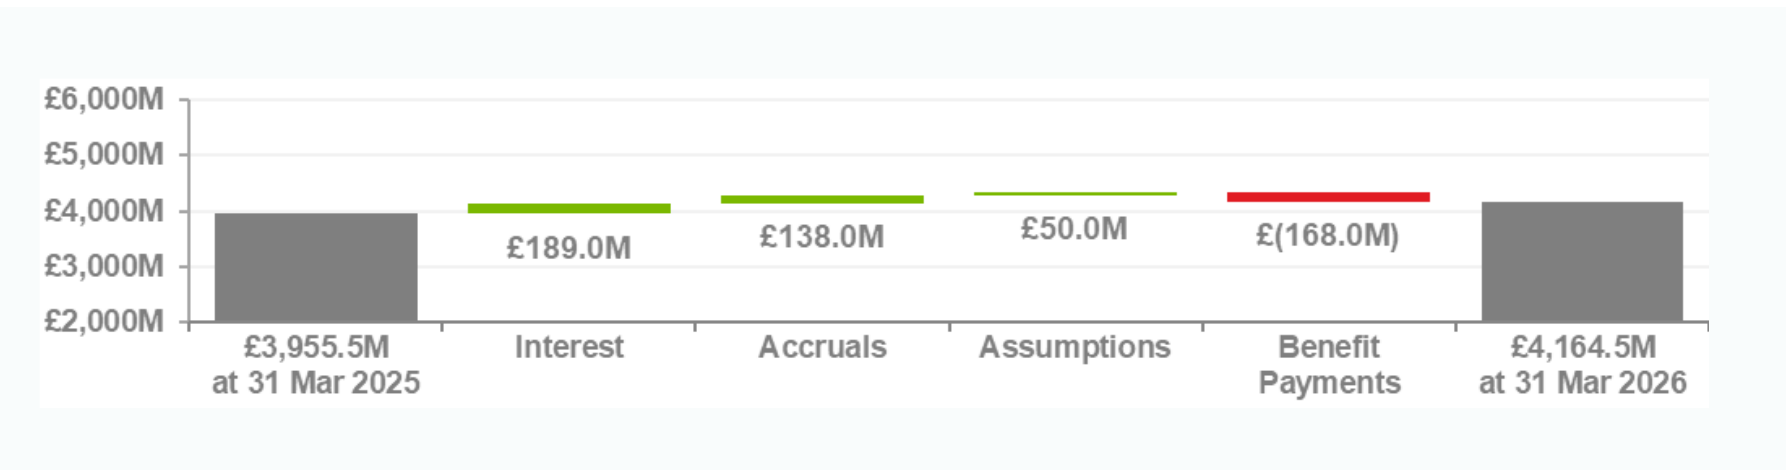 £6,000M
£5,000M
£4,000M
£3,000M
£2,000M
£189.0M
£138.0M
£50.0M
£(168.0M)
£3,955.5M
at 31 Mar 2025
Interest
Accruals
Assumptions
Benefit
Payments
£4,164.5M
at 31 Mar 2026